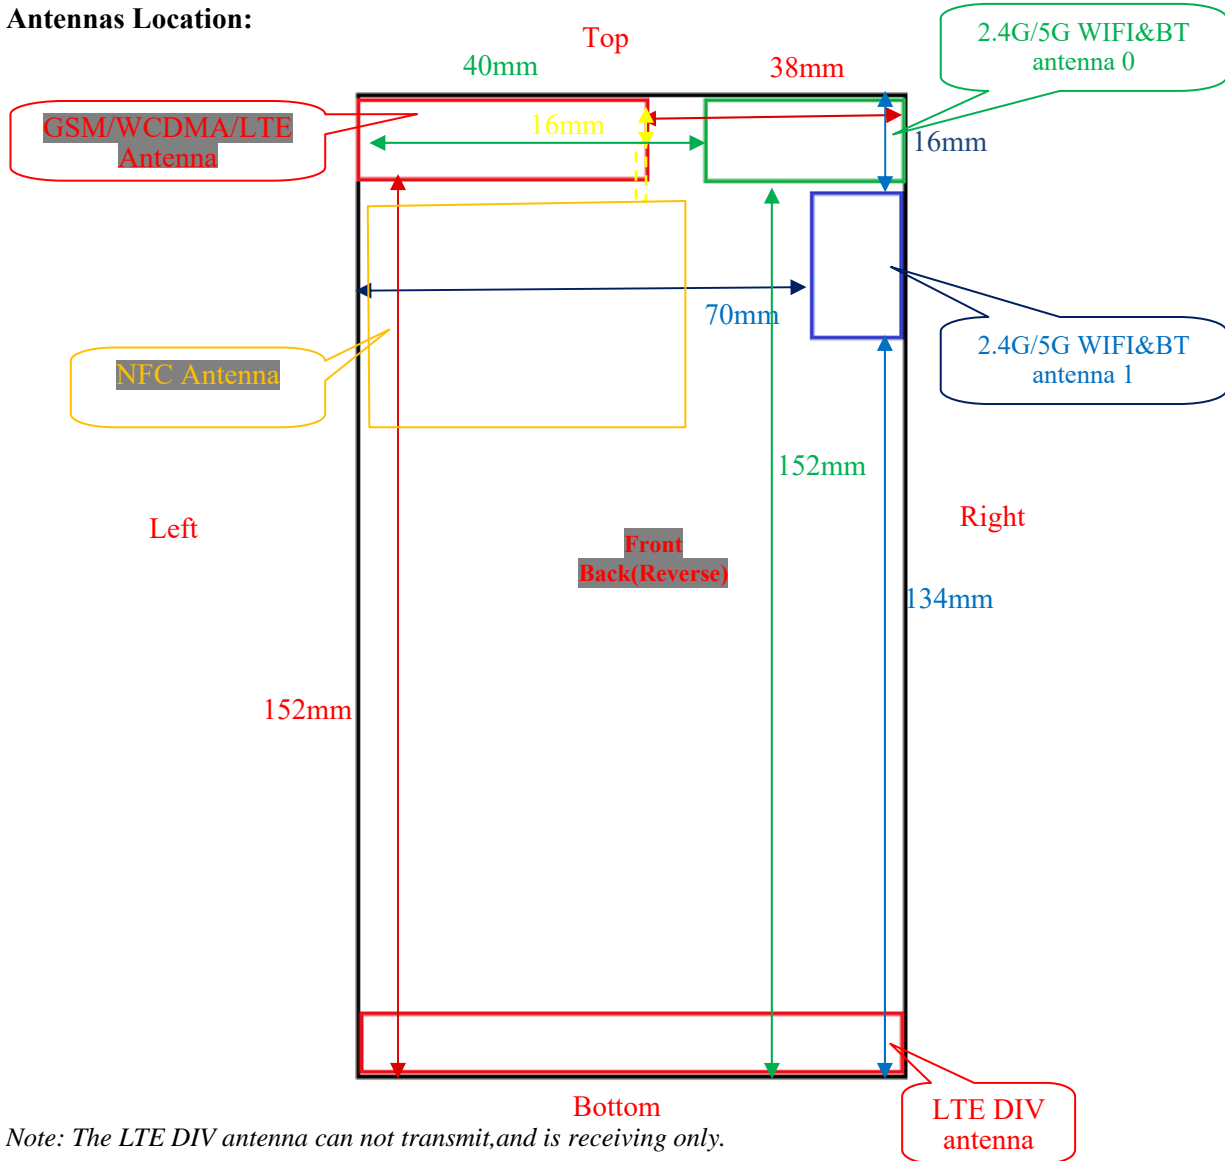 Antennas Location:
Top
2.4G/5G WIFI&BT
antenna 0
40mm
38mm
GSM/WCDMA/LTE
Antenna
16mm
16mm
70mm
NFC Antenna
2.4G/5G WIFI&BT
antenna 1
152mm
Left
Right
Front
Back(Reverse)
134mm
152mm
Bottom
LTE DIV
antenna
Note: The LTE DIV antenna can not transmit,and is receiving only.